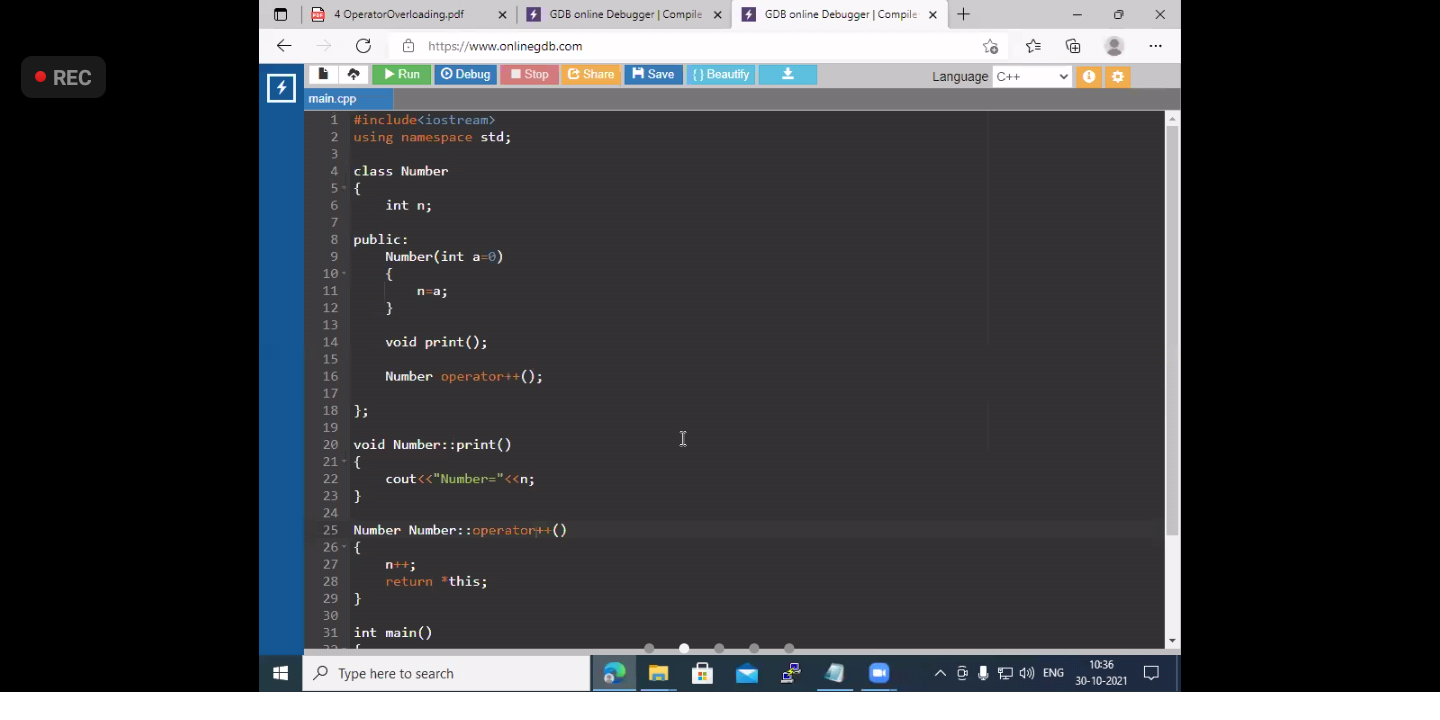 4 OperatorOverloading.pdf
GDB online Debugger | Compile
GDB online Debugger | Compile
https://www.onlinegdb.com
REC
Run
Debug
Stop
Share
Save
{ } Beautify
Language C++
main.cpp
1 #include<iostream>
2 using namespace std;
3
4 class Number
5 {
6 int n;
7
8 public:
9 Number(int a=0)
10 {
11 n=a;
12 }
13
14 void print();
15
16 Number operator++();
17
18 };
19
20 void Number::print()
21 {
22 cout<<"Number="<<n;
23 }
24
25 Number Number::operator++()
26 {
27 n++;
28 return *this;
29 }
30
31 int main()
32 {
Type here to search
ENG
10:36
30-10-2021